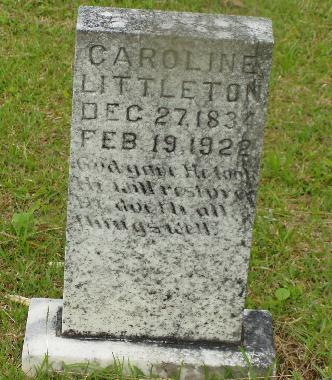 CAROLINE
LITTLETON
DEC 27, 1834
FEB 19, 1922
God gave He took
He will restore
He doeth all
things well